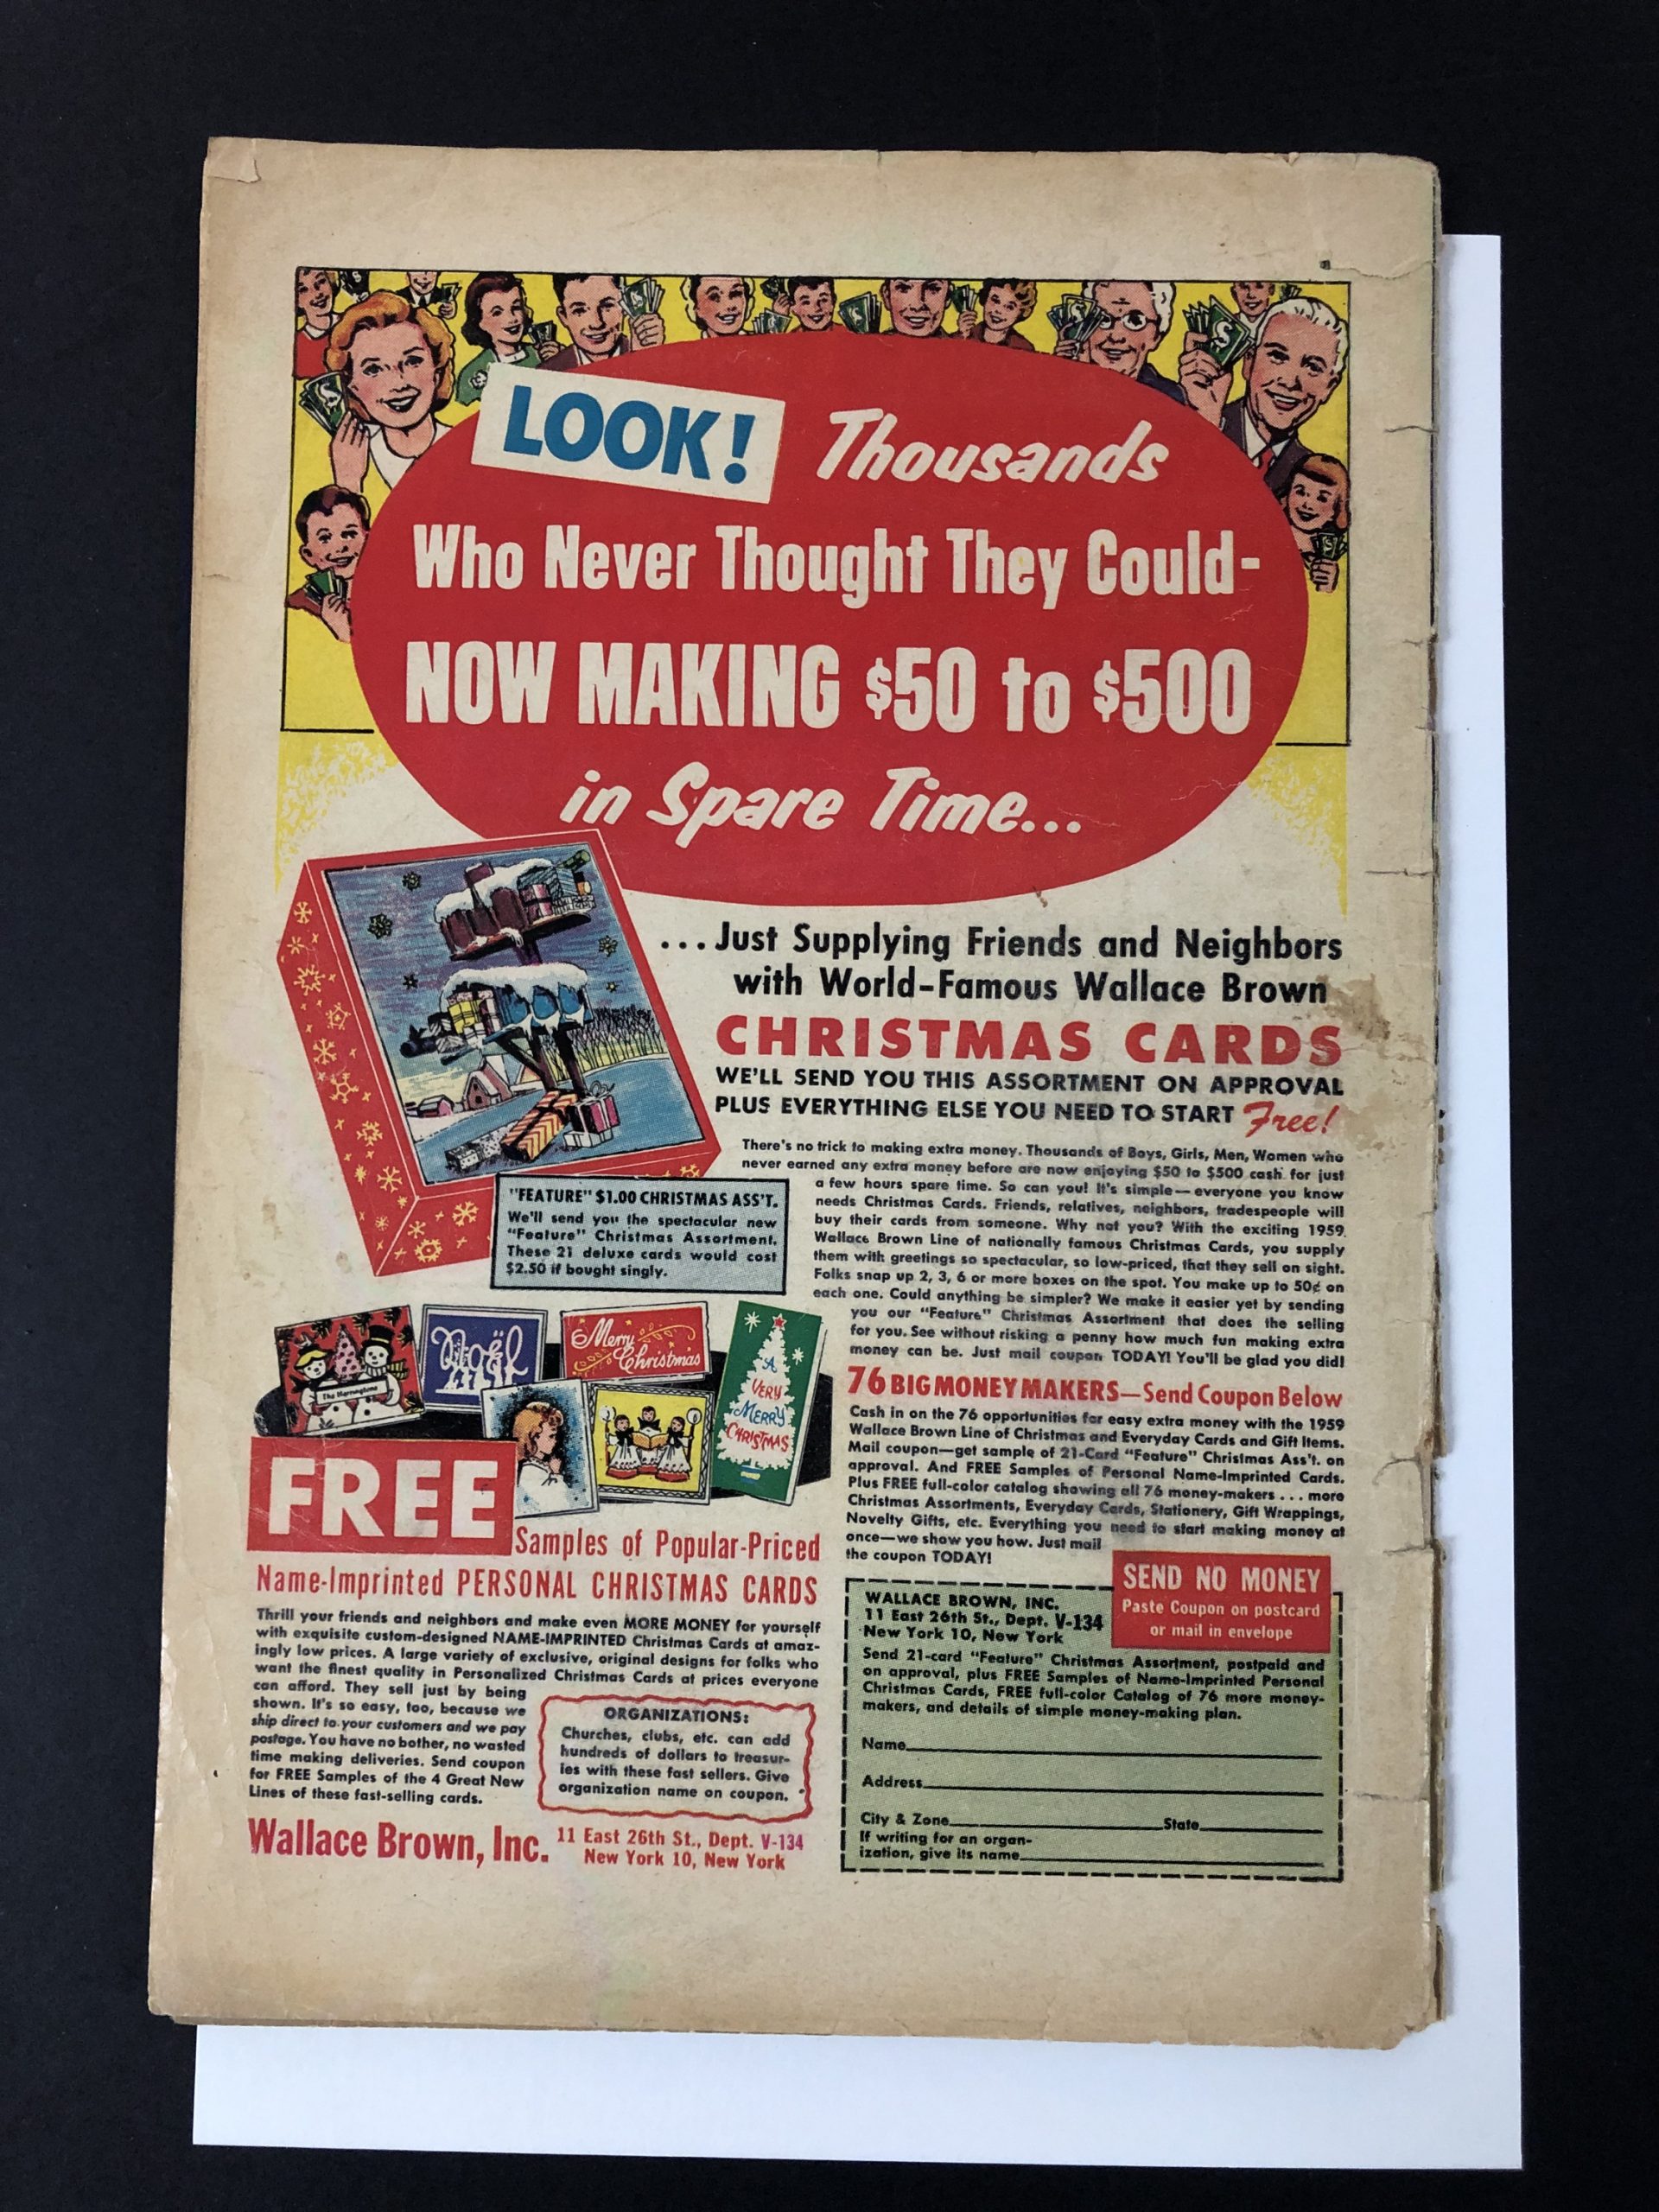 LOOK! Thousands
Who Never Thought They Could-
NOW MAKING $50 to $500
in Spare Time...
...Just Supplying Friends and Neighbors
with World-Famous Wallace Brown
CHRISTMAS CARDS
WE'LL SEND YOU THIS ASSORTMENT ON APPROVAL
PLUS EVERYTHING ELSE YOU NEED TO START Free!
There's no trick to making extra money. Thousands of Boys, Girls, Men, Women who
never earned any extra money before are now enjoying $50 to $500 cash for just
a few hours spare time. So can you! It's simple—everyone you know
needs Christmas Cards. Friends, relatives, neighbors, tradespeople will
buy their cards from someone. Why not you? With the exciting 1959
Wallace Brown Line of nationally famous Christmas Cards, you supply
them with greetings so spectacular, so low-priced, that they sell on sight.
Folks snap up 2, 3, 6 or more boxes on the spot. You make up to 50¢ on
each one. Could anything be simpler? We make it easier yet by sending
you our "Feature" Christmas Assortment that does the selling
for you. See without risking a penny how much fun making extra
money can be. Just mail coupon TODAY! You'll be glad you did!
"FEATURE" $1.00 CHRISTMAS ASS'T.
We'll send you the spectacular new
"Feature" Christmas Assortment.
These 21 deluxe cards would cost
$2.50 if bought singly.
The Harringtons
Noël
Merry
Christmas
A
VERY
MERRY
CHRISTMAS
FREE
Samples of Popular-Priced
Name-Imprinted PERSONAL CHRISTMAS CARDS
Thrill your friends and neighbors and make even MORE MONEY for yourself
with exquisite custom-designed NAME-IMPRINTED Christmas Cards at amaz-
ingly low prices. A large variety of exclusive, original designs for folks who
want the finest quality in Personalized Christmas Cards at prices everyone
can afford. They sell just by being
shown. It's so easy, too, because we
ship direct to your customers and we pay
postage. You have no bother, no wasted
time making deliveries. Send coupon
for FREE Samples of the 4 Great New
Lines of these fast-selling cards.
ORGANIZATIONS:
Churches, clubs, etc. can add
hundreds of dollars to treasur-
ies with these fast sellers. Give
organization name on coupon.
Wallace Brown, Inc. 11 East 26th St., Dept. V-134
New York 10, New York
76 BIG MONEY MAKERS—Send Coupon Below
Cash in on the 76 opportunities for easy extra money with the 1959
Wallace Brown Line of Christmas and Everyday Cards and Gift Items.
Mail coupon—get sample of 21-Card "Feature" Christmas Ass't. on
approval. And FREE Samples of Personal Name-Imprinted Cards.
Plus FREE full-color catalog showing all 76 money-makers...more
Christmas Assortments, Everyday Cards, Stationery, Gift Wrappings,
Novelty Gifts, etc. Everything you need to start making money at
once—we show you how. Just mail
the coupon TODAY!
SEND NO MONEY
Paste Coupon on postcard
or mail in envelope
WALLACE BROWN, INC.
11 East 26th St., Dept. V-134
New York 10, New York
Send 21-card "Feature" Christmas Assortment, postpaid and
on approval, plus FREE Samples of Name-Imprinted Personal
Christmas Cards, FREE full-color Catalog of 76 more money-
makers, and details of simple money-making plan.
Name
Address
City & Zone State
If writing for an organ-
ization, give its name